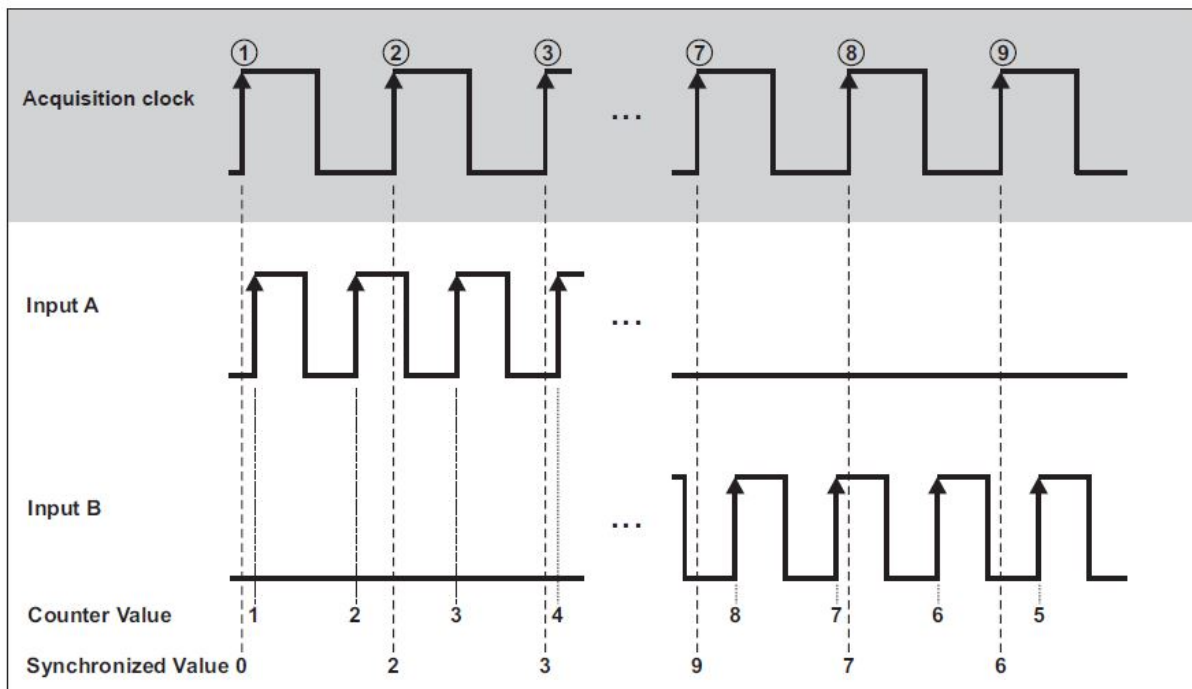 ① ② ③ ⑦ ⑧ ⑨
Acquisition clock
...
Input A
...
Input B
...
Counter Value 1 2 3 4 8 7 6 5
Synchronized Value 0 2 3 9 7 6